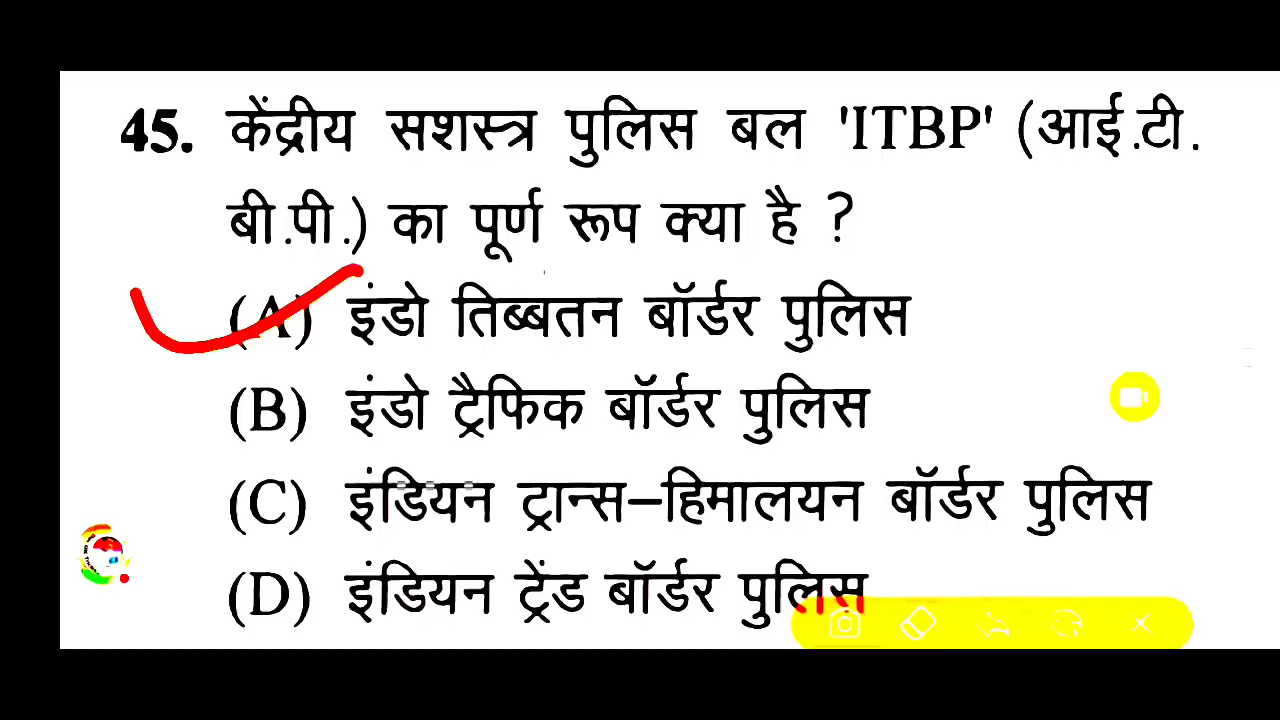 45. केंद्रीय सशस्त्र पुलिस बल 'ITBP' (आई.टी.
बी.पी.) का पूर्ण रूप क्या है ?
(A) इंडो तिब्बतन बॉर्डर पुलिस
(B) इंडो ट्रैफिक बॉर्डर पुलिस
(C) इंडियन ट्रान्स–हिमालयन बॉर्डर पुलिस
(D) इंडियन ट्रेंड बॉर्डर पुलिस